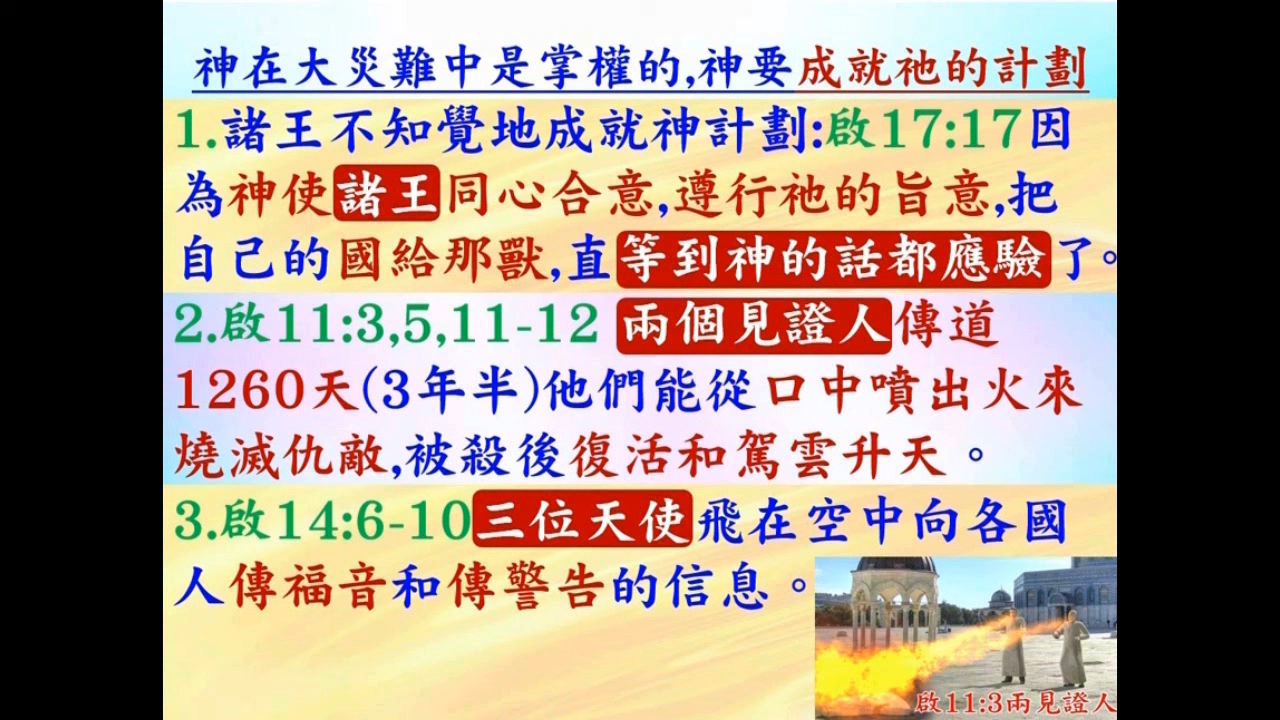 神在大災難中是掌權的,神要成就祂的計劃
1.諸王不知覺地成就神計劃:啟17:17因
為神使諸王同心合意,遵行祂的旨意,把
自己的國給那獸,直等到神的話都應驗了。
2.啟11:3,5,11-12 兩個見證人傳道
1260天(3年半)他們能從口中噴出火來
燒滅仇敵,被殺後復活和駕雲升天。
3.啟14:6-10三位天使飛在空中向各國
人傳福音和傳警告的信息。
啟11:3兩見證人